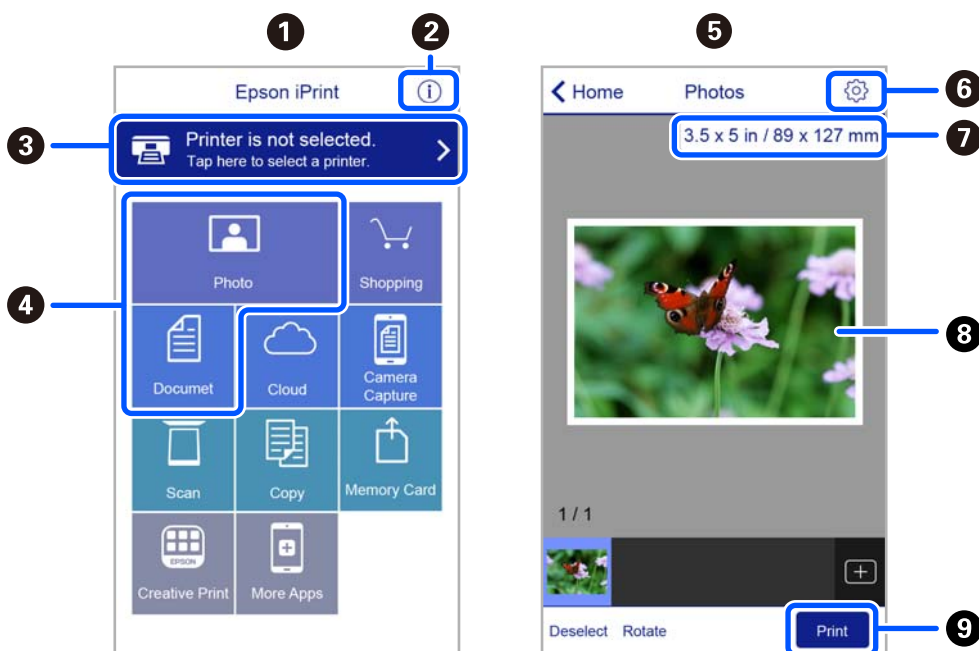 1
2
Epson iPrint
i
3
Printer is not selected.
Tap here to select a printer.
4
Photo
Shopping
Documet
Cloud
Camera
Capture
Scan
Copy
Memory Card
EPSON
Creative Print
More Apps
5
Home
Photos
6
3.5 x 5 in / 89 x 127 mm
7
8
1 / 1
Deselect
Rotate
Print
9